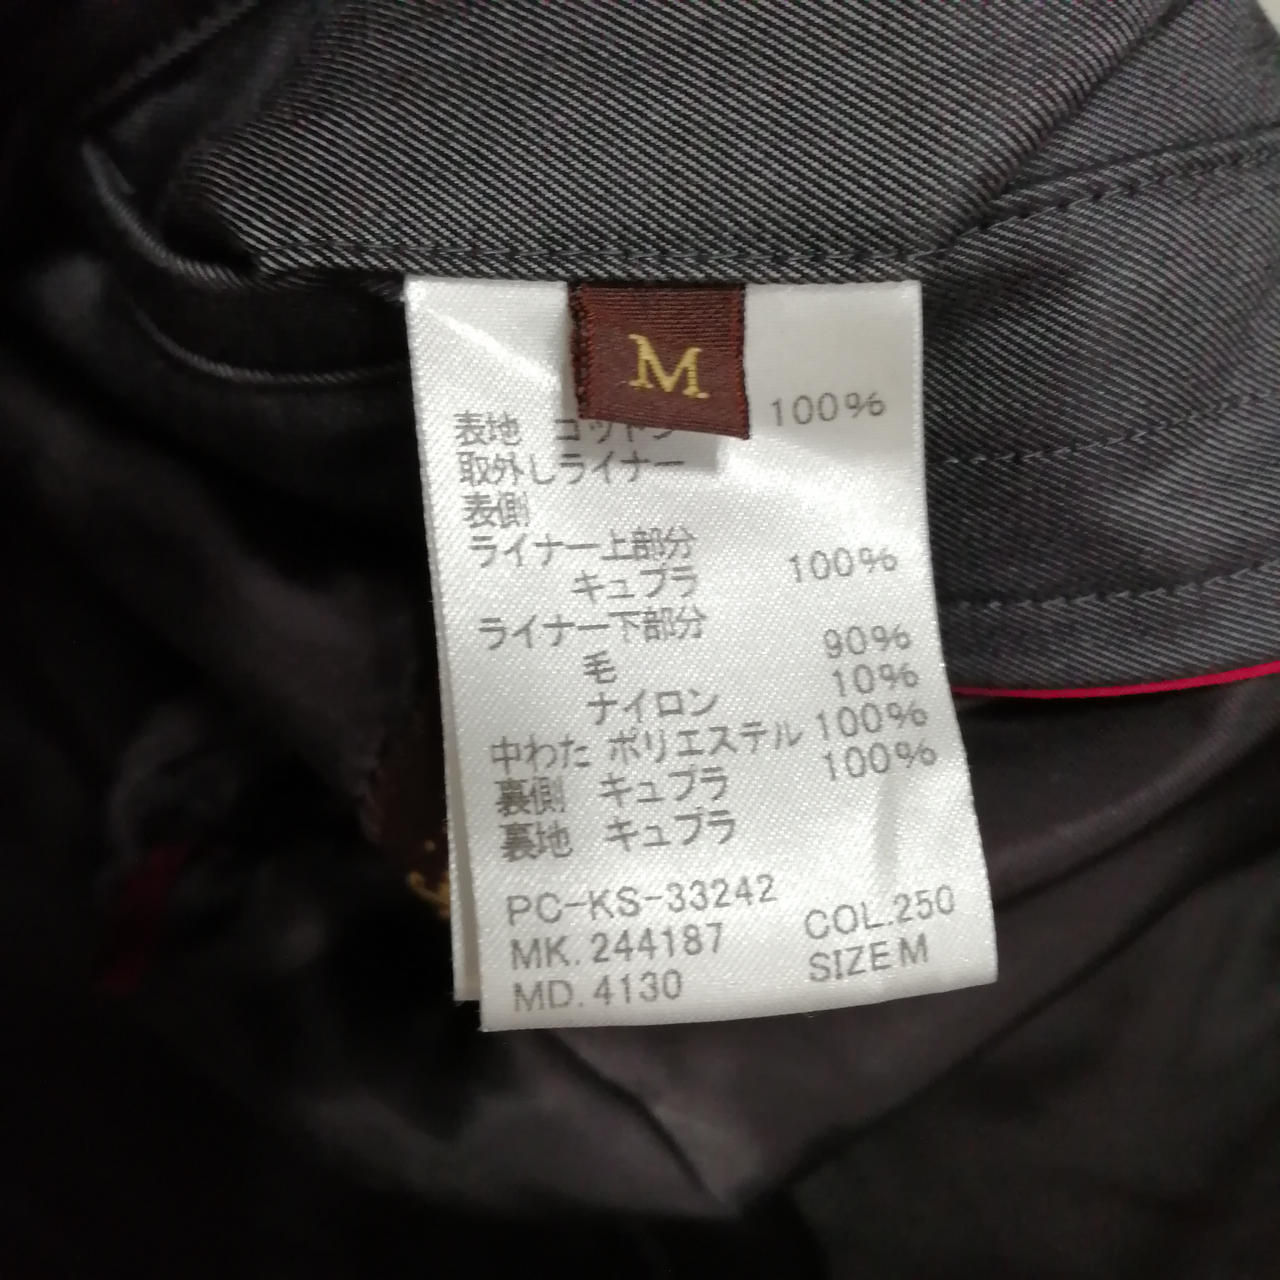 M
表地 コットン 100%
取外しライナー
表側
ライナー上部分
キュプラ 100%
ライナー下部分
毛 90%
ナイロン 10%
中わた ポリエステル 100%
裏側 キュプラ 100%
裏地 キュプラ
PC-KS-33242
MK. 244187 COL.250
MD. 4130 SIZE M